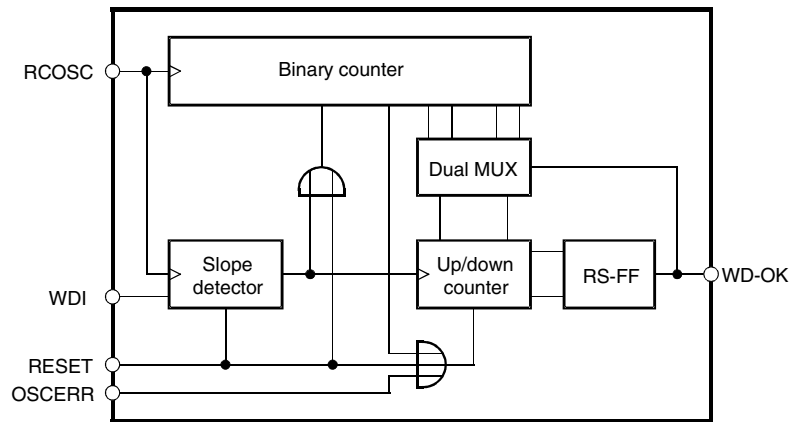 RCOSC
Binary counter
Dual MUX
Slope
detector
Up/down
counter
RS-FF
WD-OK
WDI
RESET
OSCERR